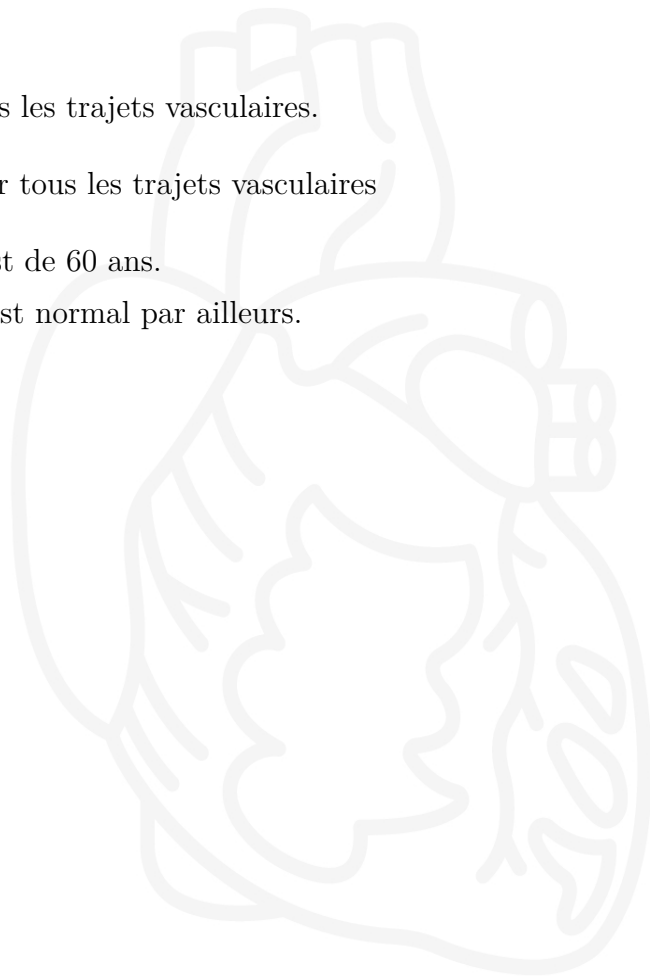 s les trajets vasculaires.
r tous les trajets vasculaires
st de 60 ans.
st normal par ailleurs.